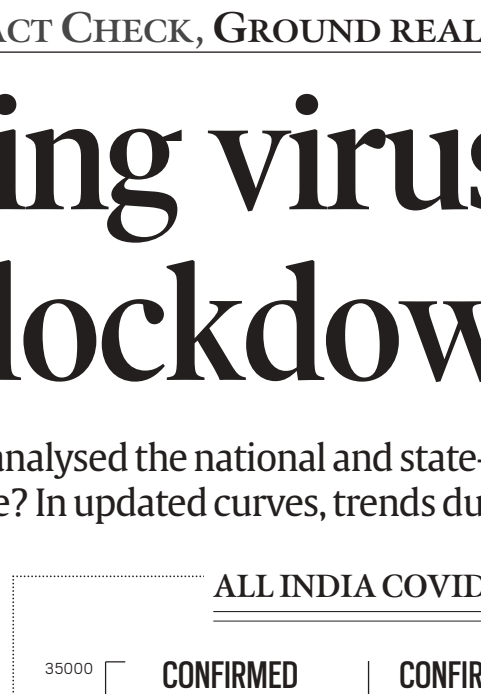 ACT CHECK, GROUND REAL
ing virus
lockdow
analysed the national and state-
e? In updated curves, trends du
ALL INDIA COVID
35000 CONFIRMED CONFIR